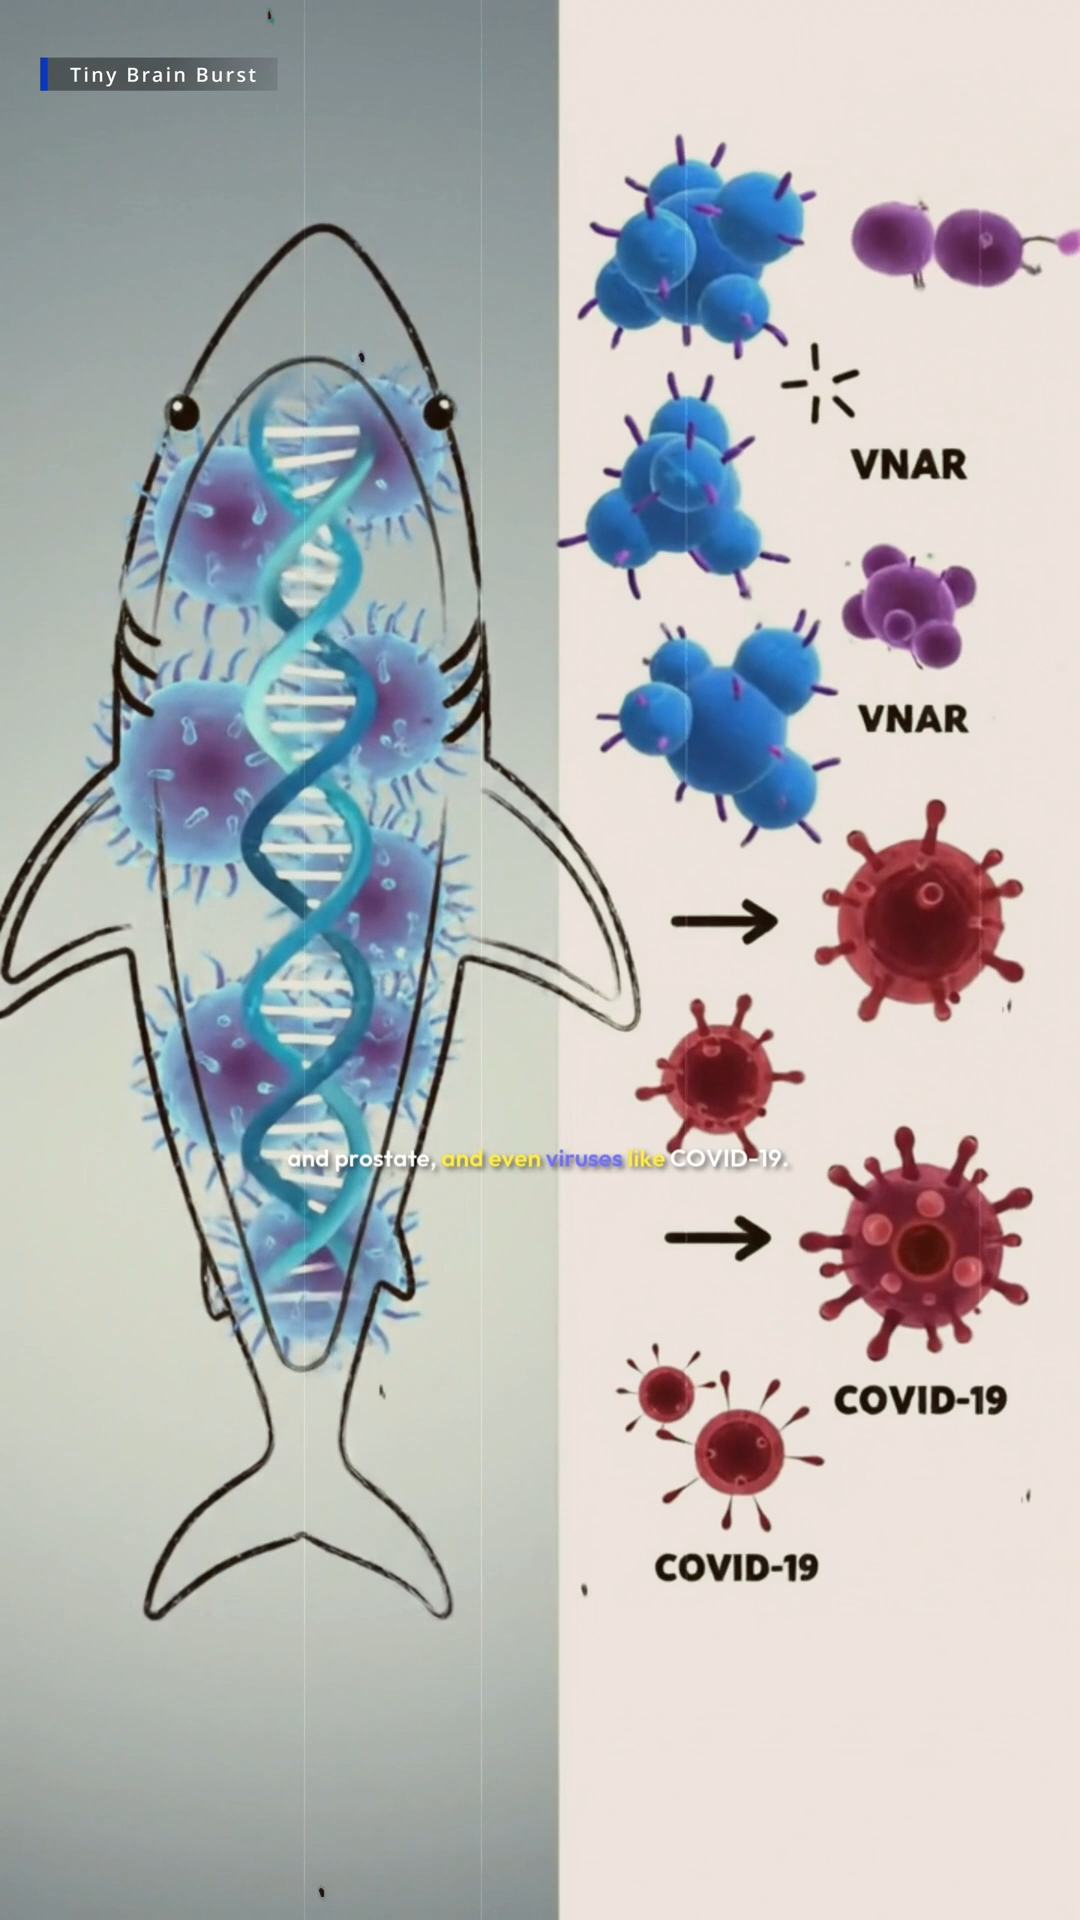 Tiny Brain Burst
VNAR
VNAR
and prostate, and even viruses like COVID-19.
COVID-19
COVID-19